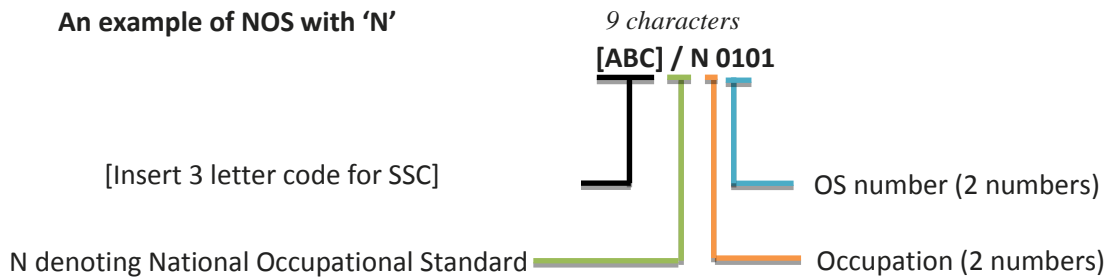 An example of NOS with ‘N’
9 characters
[ABC] / N 0101
[Insert 3 letter code for SSC]
OS number (2 numbers)
N denoting National Occupational Standard
Occupation (2 numbers)